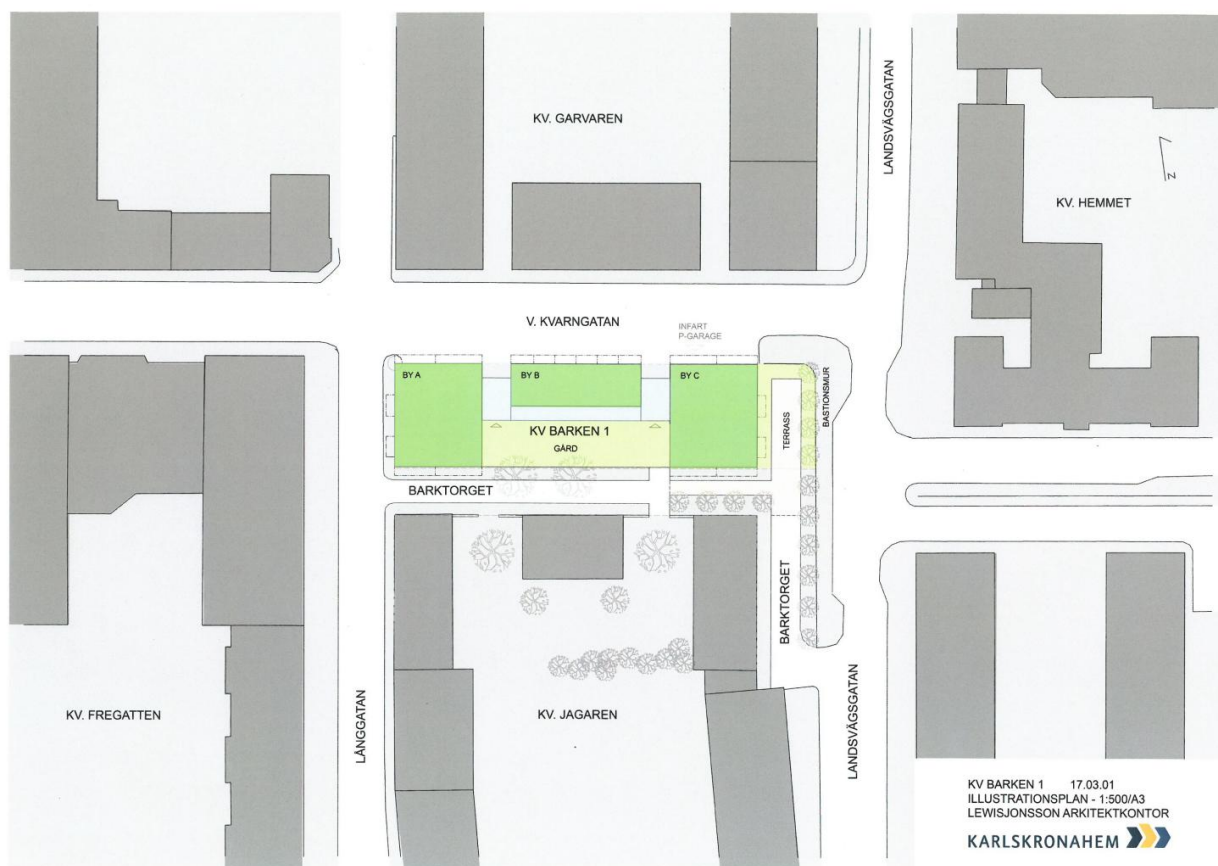 LANDSVÄGSGATAN
KV. GARVAREN
N
KV. HEMMET
V. KVARNGATAN
INFART
P-GARAGE
BY A
BY B
BY C
KV BARKEN 1
GÅRD
TERRASS
BASTIONSMUR
BARKTORGET
BARKTORGET
KV. FREGATTEN
LÅNGGATAN
KV. JAGAREN
LANDSVÄGSGATAN
KV BARKEN 1 17.03.01
ILLUSTRATIONSPLAN - 1:500/A3
LEWISJONSSON ARKITEKTKONTOR
KARLSKRONAHEM